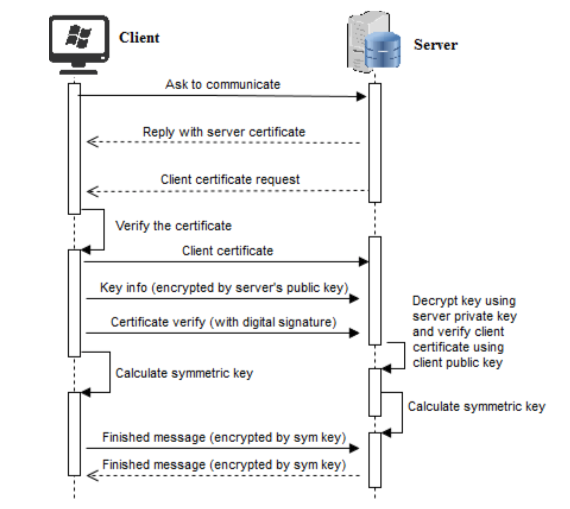 Client
Server
Ask to communicate
Reply with server certificate
Client certificate request
Verify the certificate
Client certificate
Key info (encrypted by server's public key)
Certificate verify (with digital signature)
Decrypt key using
server private key
and verify client
certificate using
client public key
Calculate symmetric key
Calculate symmetric key
Finished message (encrypted by sym key)
Finished message (encrypted by sym key)